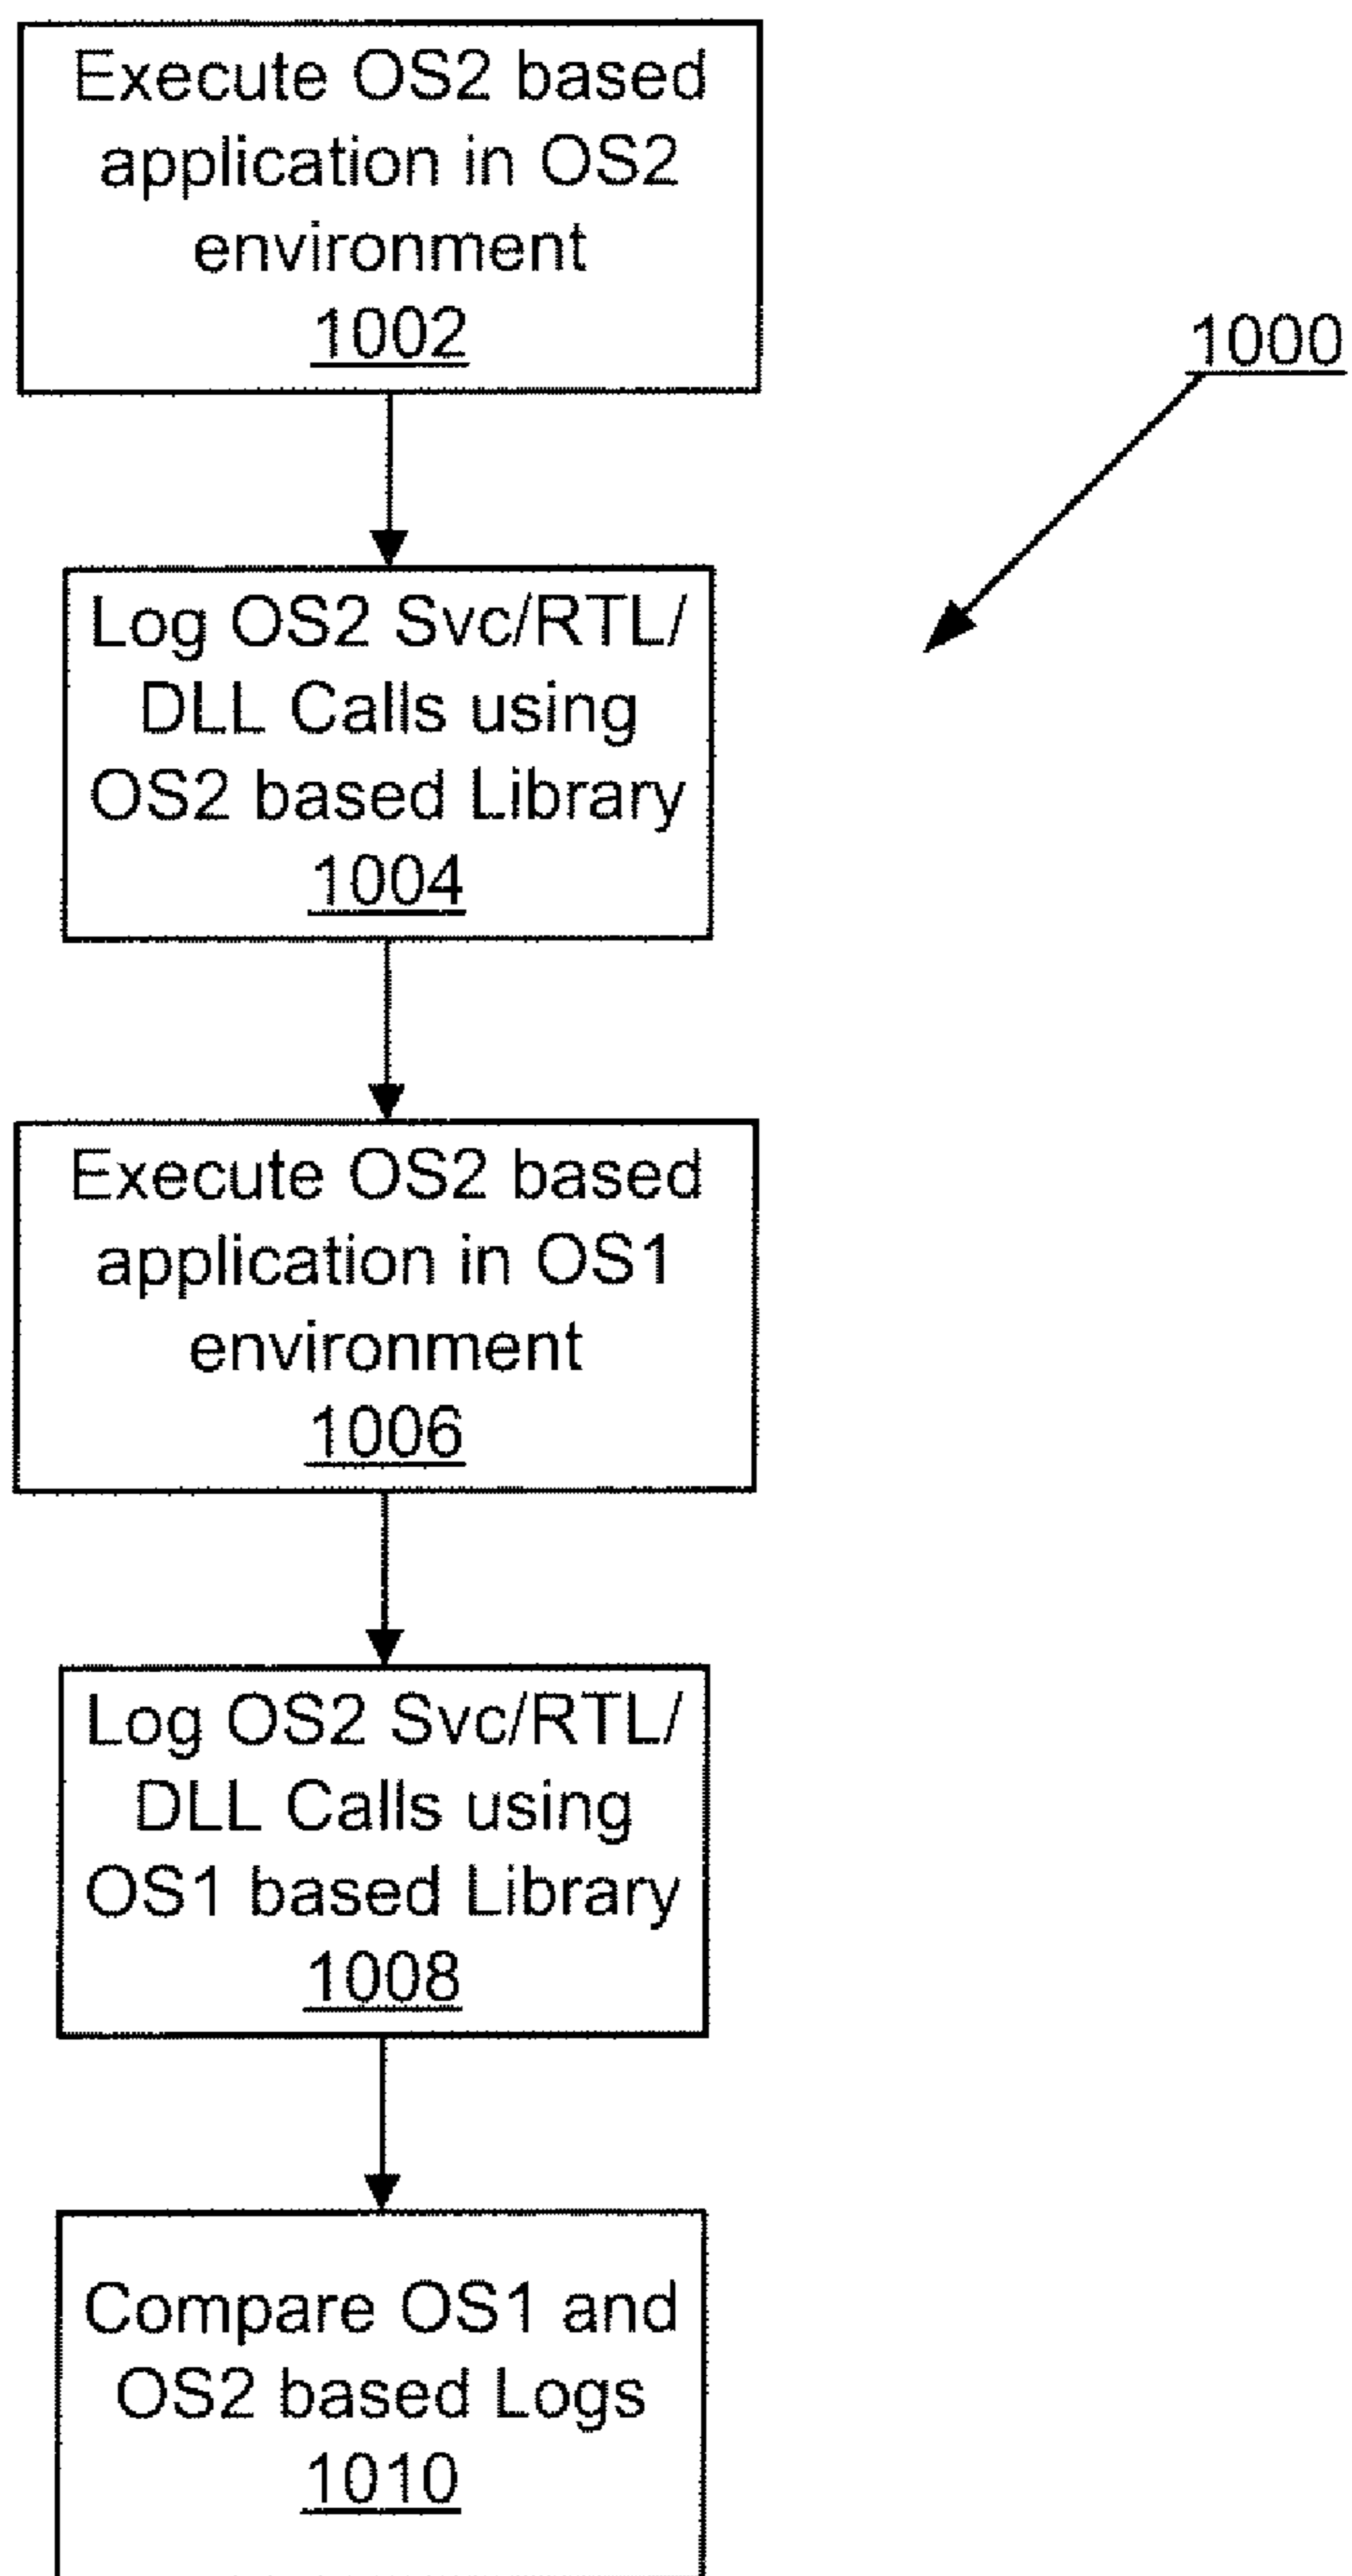 Execute OS2 based
application in OS2
environment
1002
1000
Log OS2 Svc/RTL/
DLL Calls using
OS2 based Library
1004
Execute OS2 based
application in OS1
environment
1006
Log OS2 Svc/RTL/
DLL Calls using
OS1 based Library
1008
Compare OS1 and
OS2 based Logs
1010